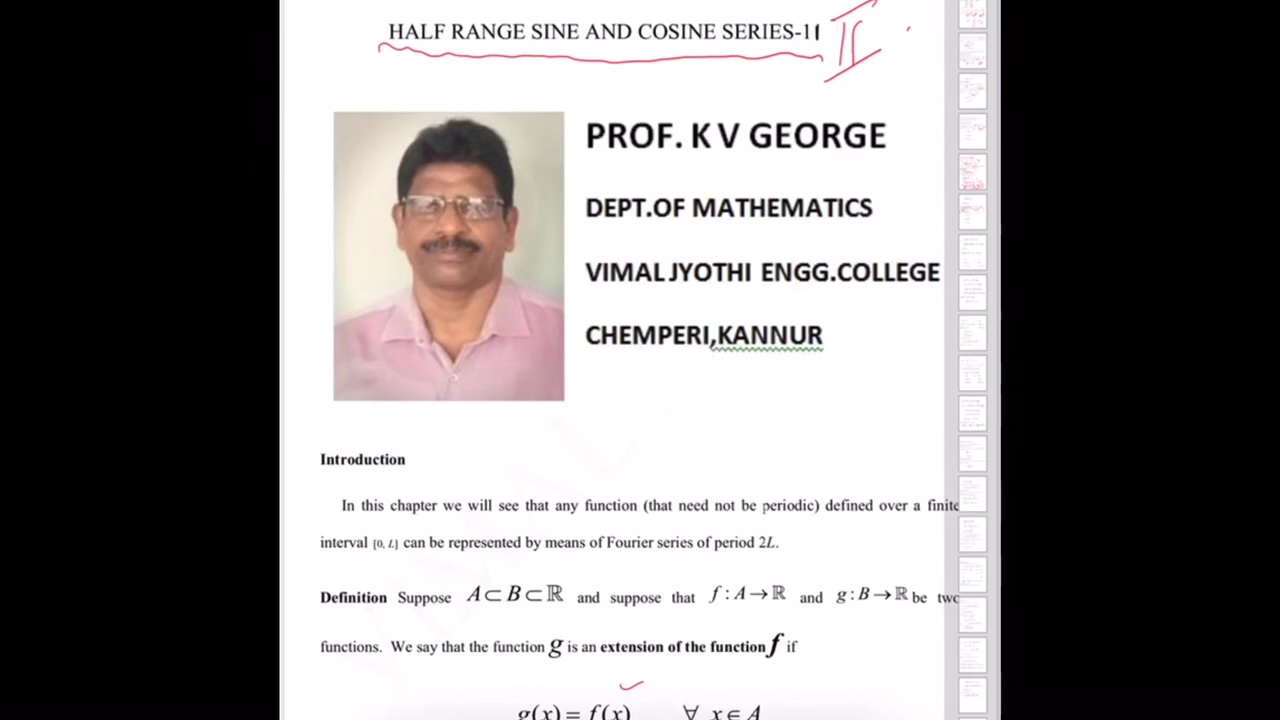 HALF RANGE SINE AND COSINE SERIES-11 II
PROF. K V GEORGE
DEPT.OF MATHEMATICS
VIMAL JYOTHI ENGG.COLLEGE
CHEMPERI,KANNUR
Introduction
In this chapter we will see that any function (that need not be periodic) defined over a finite
interval [0, L] can be represented by means of Fourier series of period 2L.
Definition Suppose A⊂B⊂ℝ and suppose that f:A→ℝ and g:B→ℝ be two
functions. We say that the function g is an extension of the function f if
g(x)= f(x) ∀ x∈A